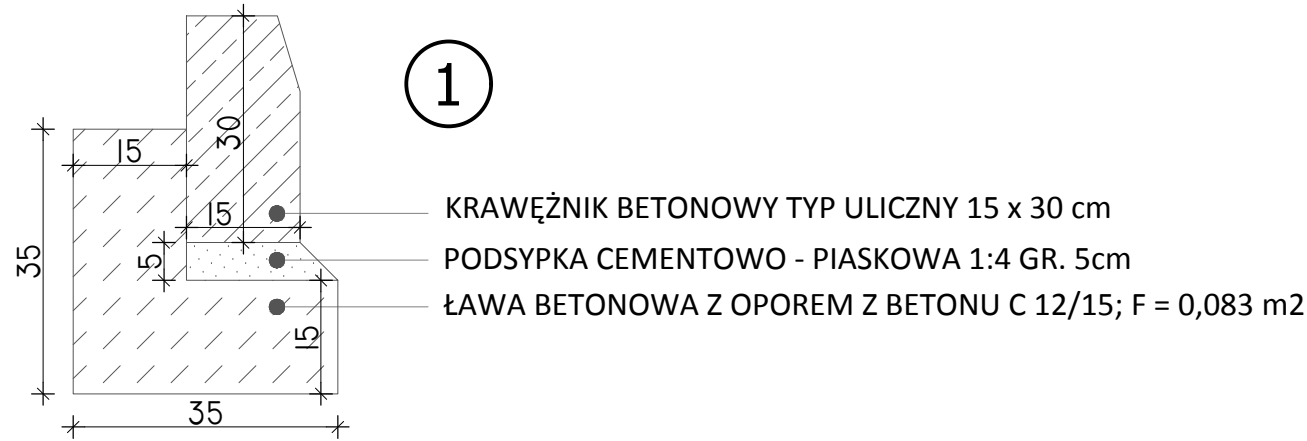 1
30
15
15
35
5
15
35
KRAWĘŻNIK BETONOWY TYP ULICZNY 15 x 30 cm
PODSYPKA CEMENTOWO - PIASKOWA 1:4 GR. 5cm
ŁAWA BETONOWA Z OPOREM Z BETONU C 12/15; F = 0,083 m2